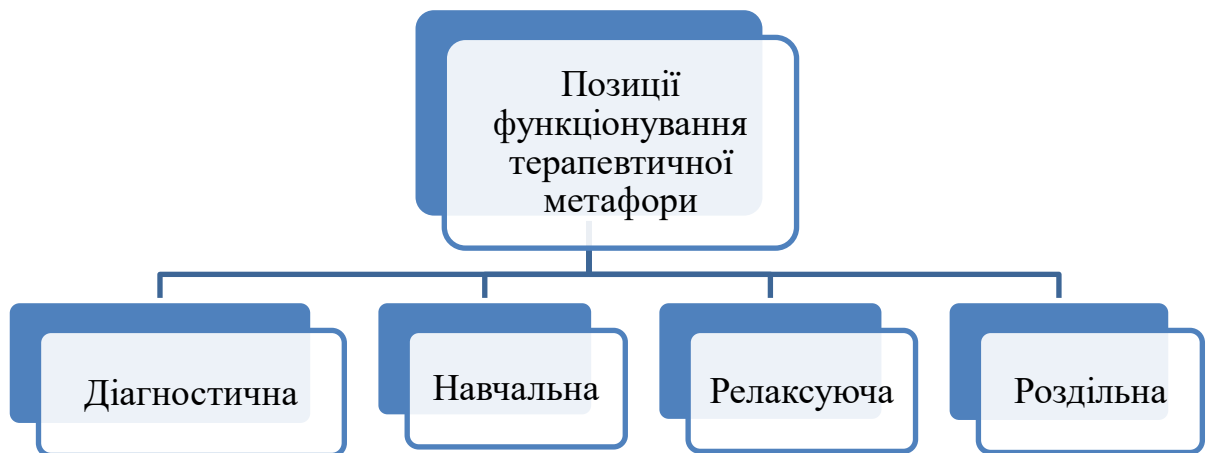 Позиції
функціонування
терапевтичної
метафори
Діагностична
Навчальна
Релаксуюча
Роздільна